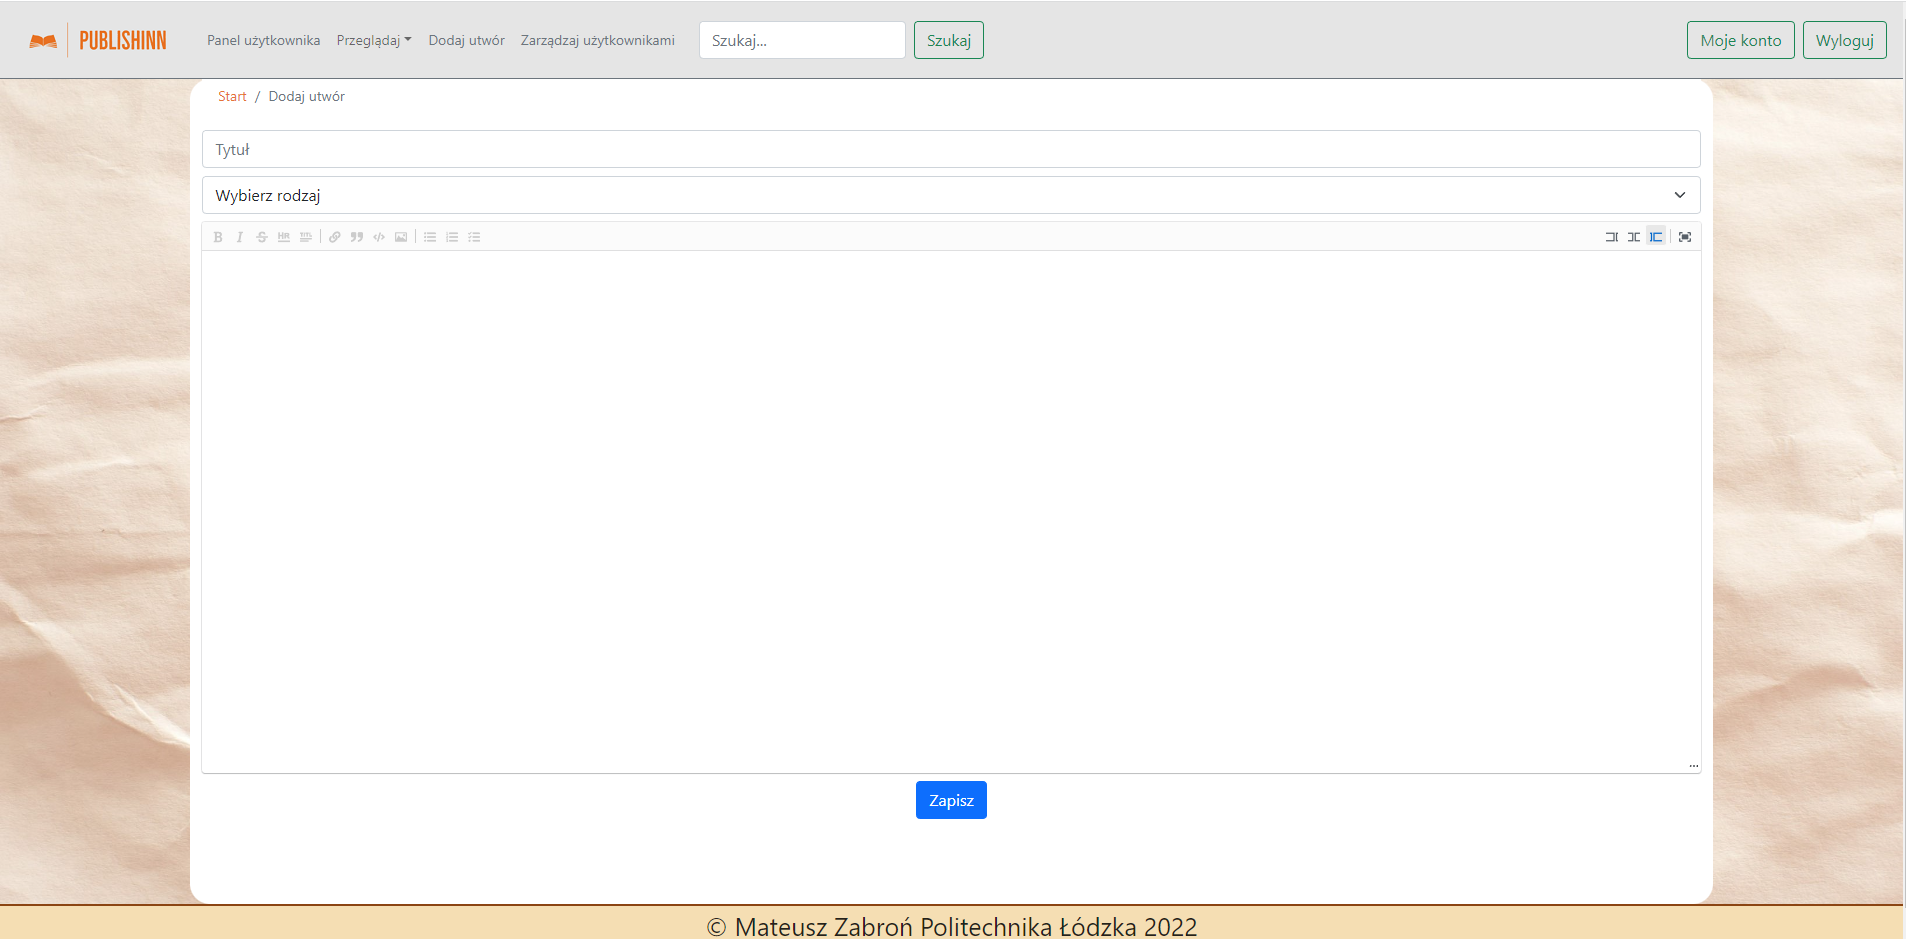 PUBLISHINN Panel użytkownika Przeglądaj Dodaj utwór Zarządzaj użytkownikami Szukaj... Szukaj Moje konto Wyloguj
Start / Dodaj utwór
Tytuł
Wybierz rodzaj
Zapisz
© Mateusz Zabroń Politechnika Łódzka 2022